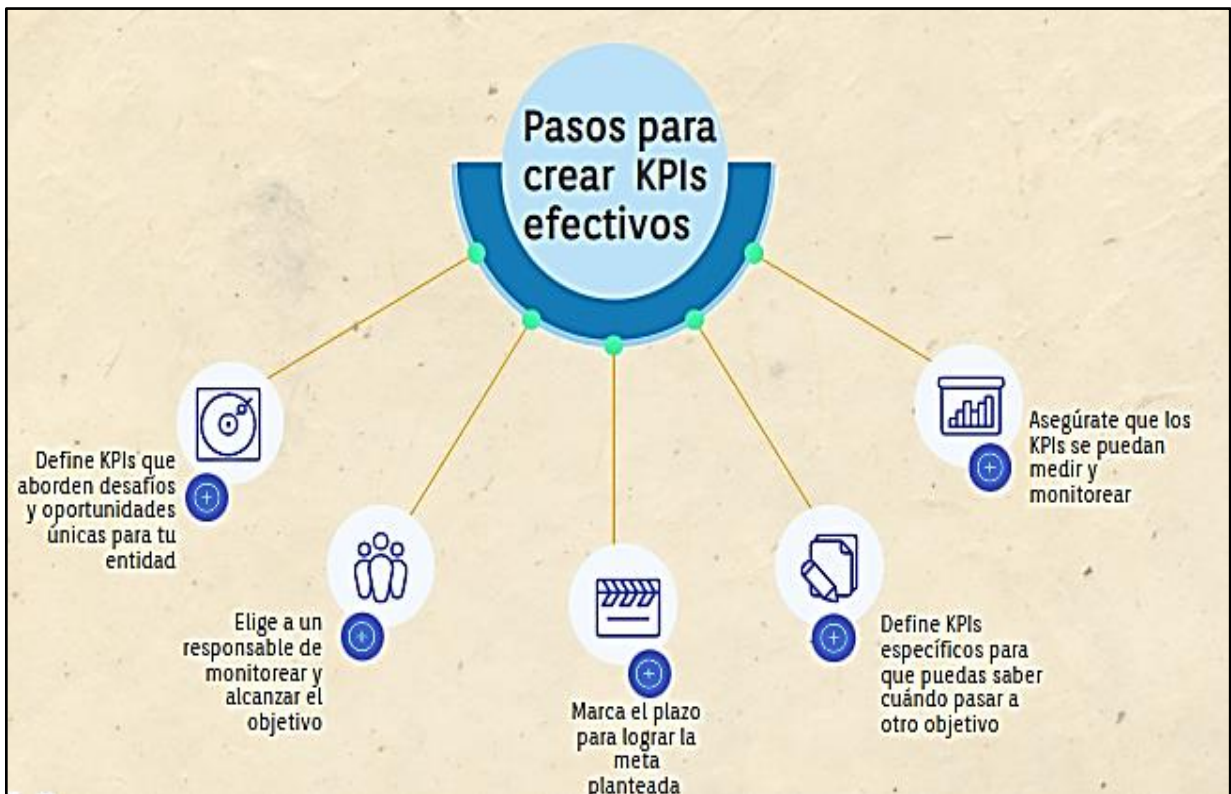 Pasos para
crear KPIs
efectivos
Define KPIs que
aborden desafíos
y oportunidades
únicas para tu
entidad
Elige a un
responsable de
monitorear y
alcanzar el
objetivo
Marca el plazo
para lograr la
meta
planteada
Define KPIs
específicos para
que puedas saber
cuándo pasar a
otro objetivo
Asegúrate que los
KPIs se puedan
medir y
monitorear